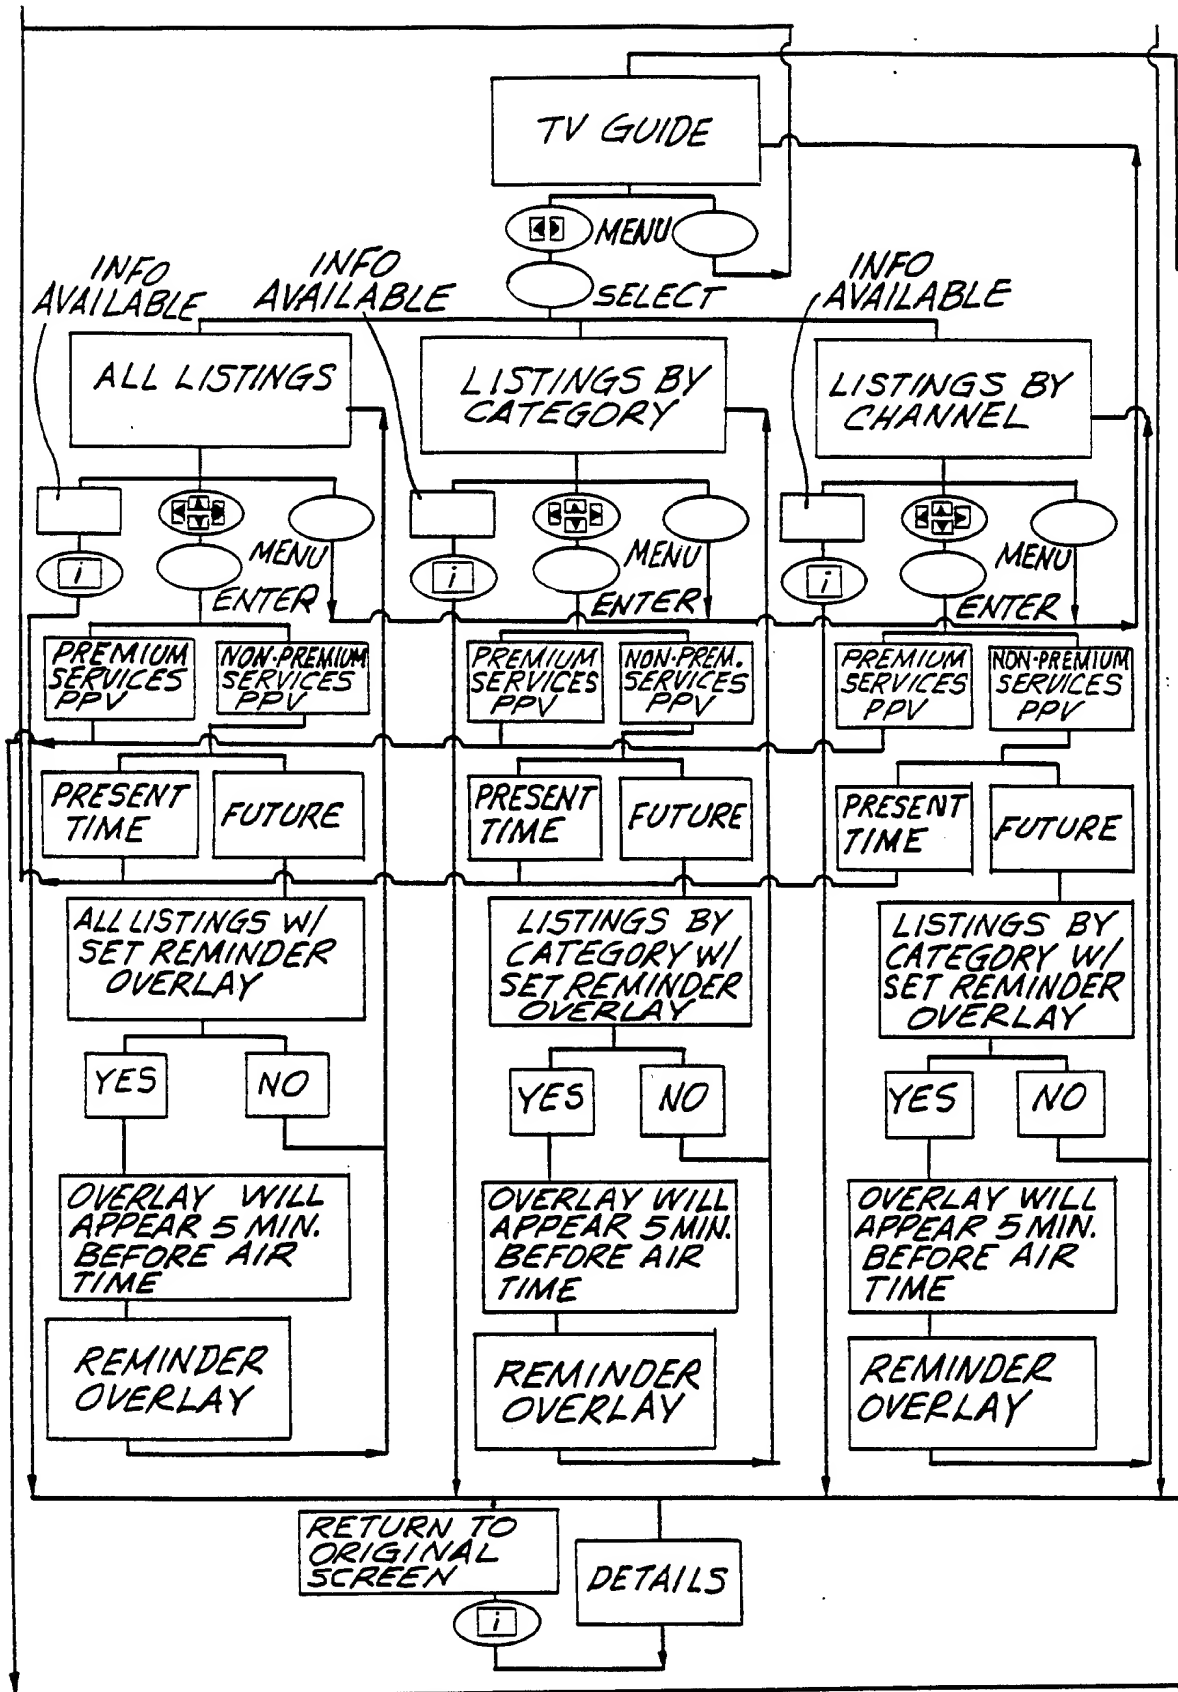 TV GUIDE
MENU
SELECT
INFO
AVAILABLE
INFO
AVAILABLE
INFO
AVAILABLE
ALL LISTINGS
LISTINGS BY
CATEGORY
LISTINGS BY
CHANNEL
MENU
MENU
MENU
i
i
i
ENTER
ENTER
ENTER
PREMIUM
SERVICES
PPV
NON-PREMIUM
SERVICES
PPV
PREMIUM
SERVICES
PPV
NON-PREM.
SERVICES
PPV
PREMIUM
SERVICES
PPV
NON-PREMIUM
SERVICES
PPV
PRESENT
TIME
FUTURE
PRESENT
TIME
FUTURE
PRESENT
TIME
FUTURE
ALL LISTINGS W/
SET REMINDER
OVERLAY
LISTINGS BY
CATEGORY W/
SET REMINDER
OVERLAY
LISTINGS BY
CATEGORY W/
SET REMINDER
OVERLAY
YES
NO
YES
NO
YES
NO
OVERLAY WILL
APPEAR 5 MIN.
BEFORE AIR
TIME
OVERLAY WILL
APPEAR 5 MIN.
BEFORE AIR
TIME
OVERLAY WILL
APPEAR 5 MIN.
BEFORE AIR
TIME
REMINDER
OVERLAY
REMINDER
OVERLAY
REMINDER
OVERLAY
RETURN TO
ORIGINAL
SCREEN
DETAILS
i